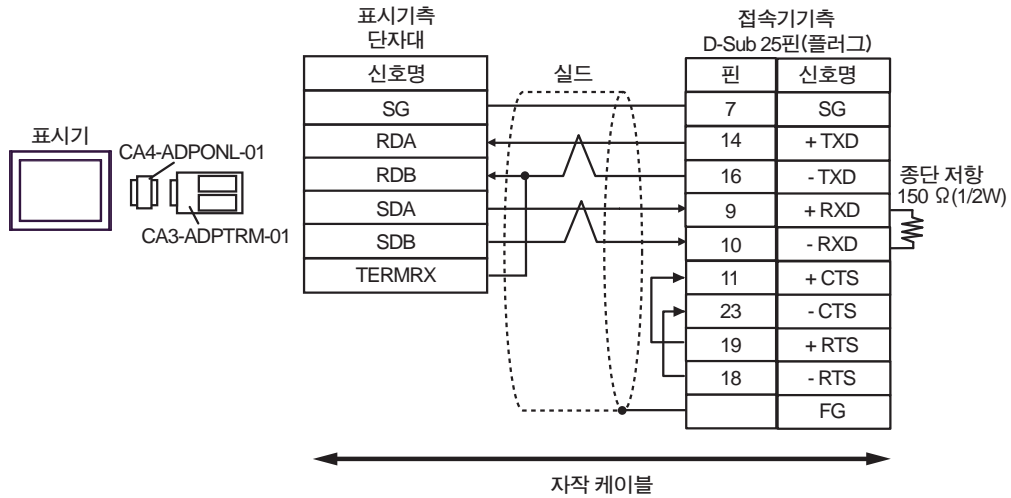 표시기측
단자대
접속기기측
D-Sub 25핀(플러그)
신호명
실드
핀
신호명
SG
7
SG
RDA
14
+ TXD
RDB
16
- TXD
SDA
9
+ RXD
SDB
10
- RXD
TERMRX
11
+ CTS
23
- CTS
19
+ RTS
18
- RTS
FG
표시기
CA4-ADPONL-01
CA3-ADPTRM-01
종단 저항
150 Ω(1/2W)
자작 케이블